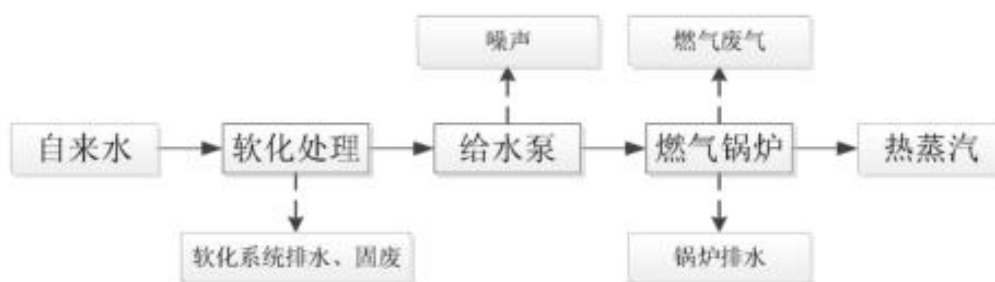 噪声
燃气废气
自来水
软化处理
给水泵
燃气锅炉
热蒸汽
软化系统排水、固废
锅炉排水